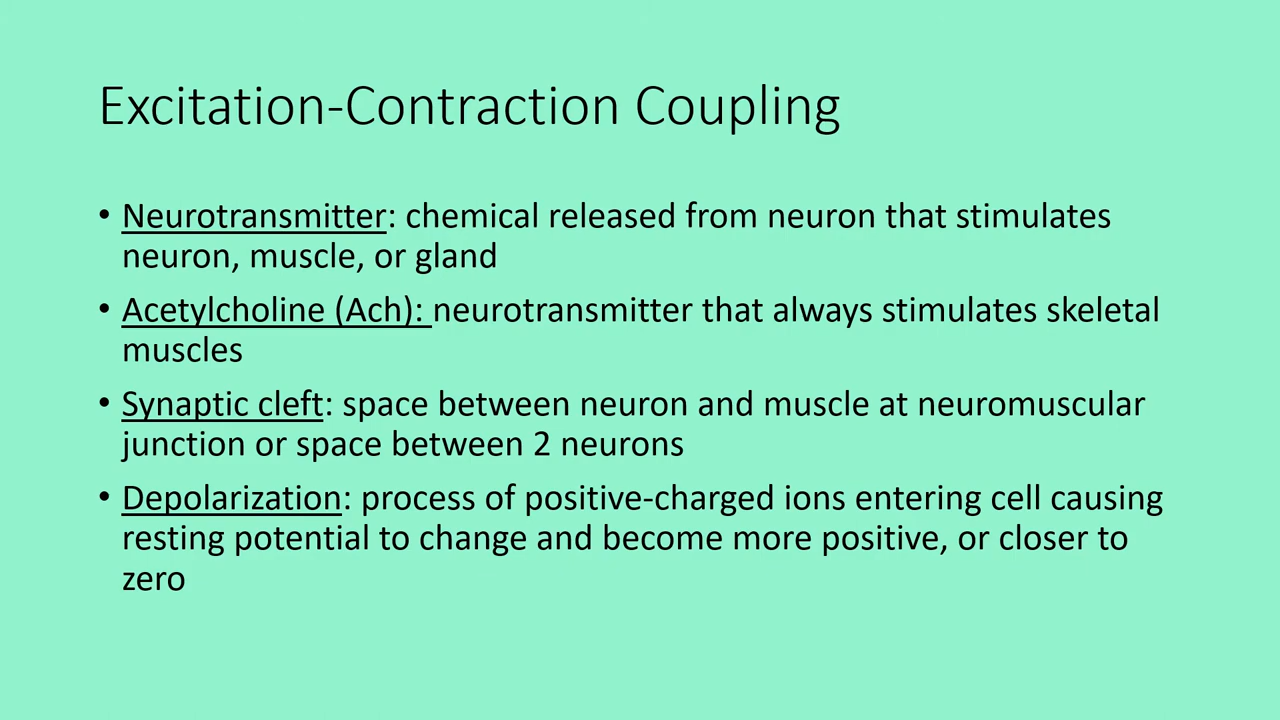 Excitation-Contraction Coupling
• Neurotransmitter: chemical released from neuron that stimulates
neuron, muscle, or gland
• Acetylcholine (Ach): neurotransmitter that always stimulates skeletal
muscles
• Synaptic cleft: space between neuron and muscle at neuromuscular
junction or space between 2 neurons
• Depolarization: process of positive-charged ions entering cell causing
resting potential to change and become more positive, or closer to
zero